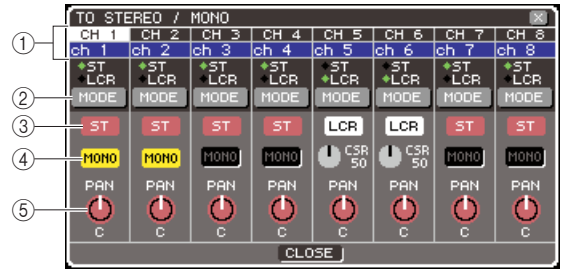 TO STEREO / MONO
CH 1 CH 2 CH 3 CH 4 CH 5 CH 6 CH 7 CH 8
1 ch 1 ch 2 ch 3 ch 4 ch 5 ch 6 ch 7 ch 8
ST ST ST ST ST ST ST ST
LCR LCR LCR LCR LCR LCR LCR LCR
2 MODE MODE MODE MODE MODE MODE MODE MODE
3 ST ST ST ST LCR LCR ST ST
4 MONO MONO MONO MONO CSR 50 CSR 50 MONO MONO
PAN PAN PAN PAN PAN PAN PAN PAN
5
C C C C C C C C
CLOSE